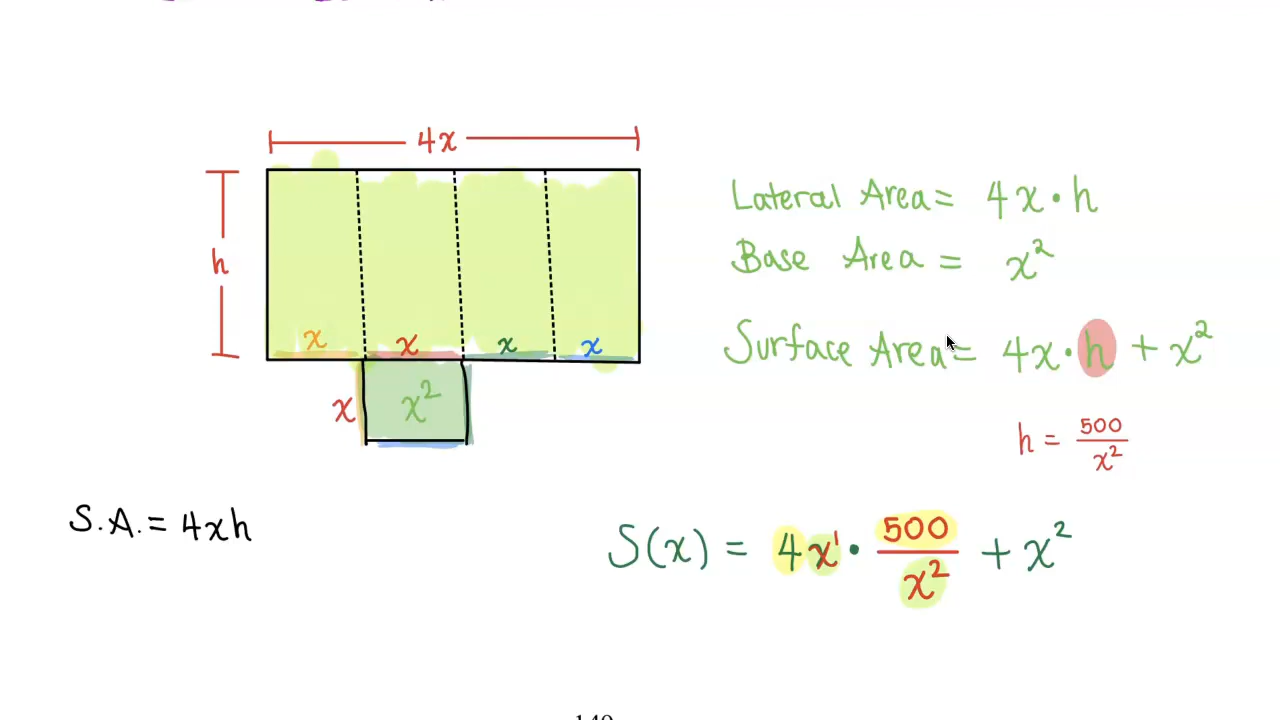 4x
h
x x x x
x x²
Lateral Area = 4x · h
Base Area = x²
Surface Area = 4x · h + x²
h = 500/x²
S.A. = 4xh
S(x) = 4x¹ · 500/x² + x²